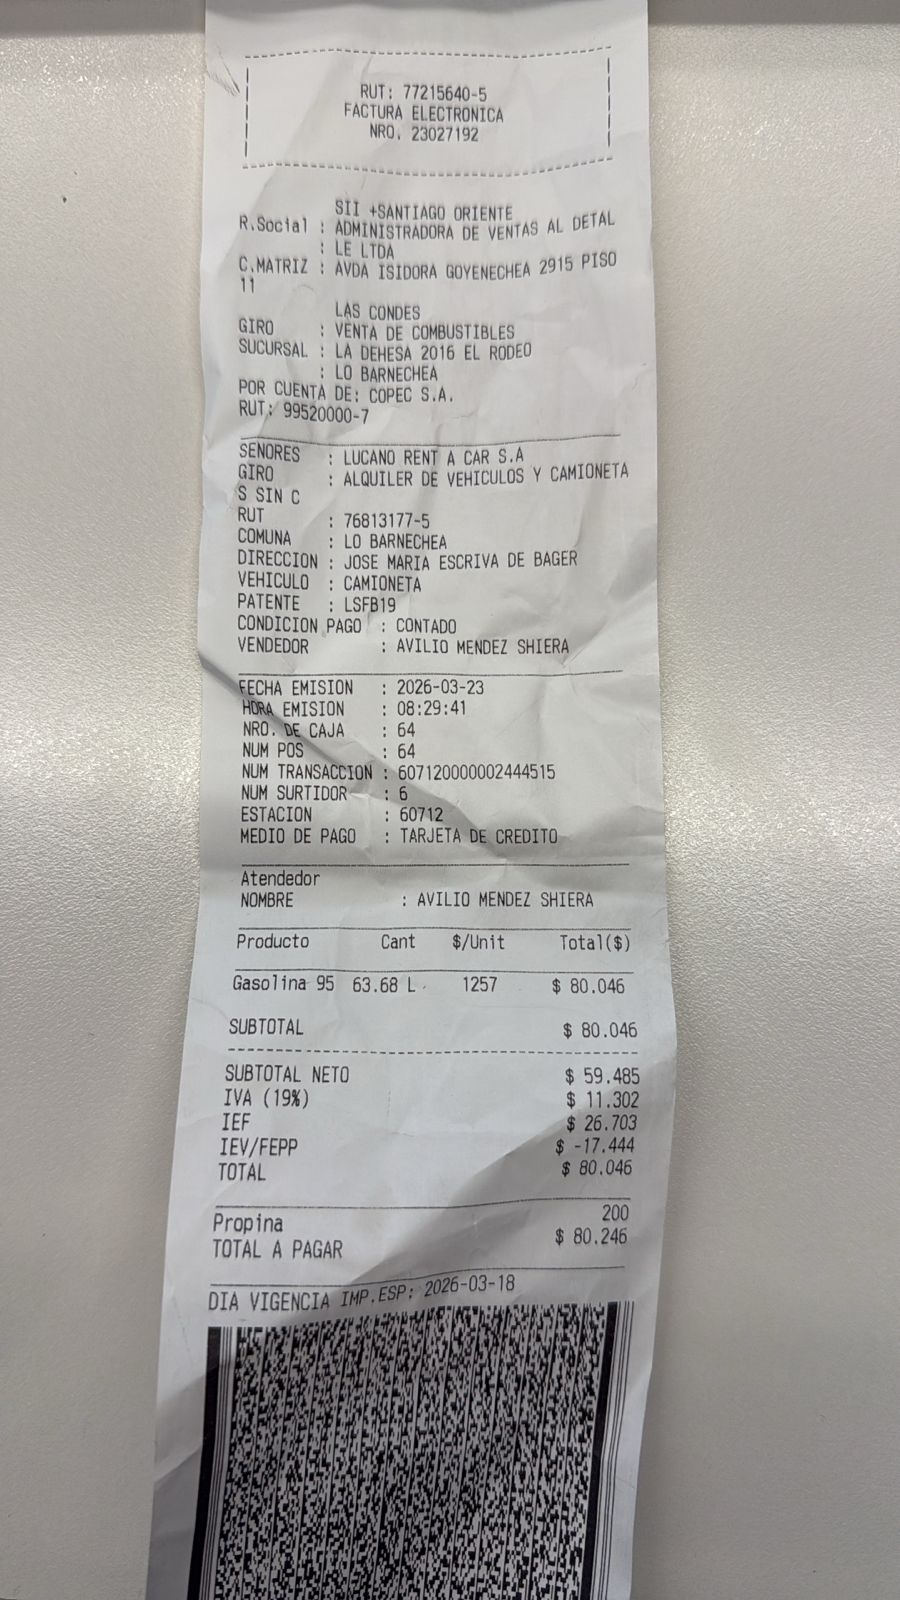 RUT: 77215640-5
FACTURA ELECTRONICA
NRO. 23027192
SII +SANTIAGO ORIENTE
R.Social : ADMINISTRADORA DE VENTAS AL DETAL
: LE LTDA
C.MATRIZ : AVDA ISIDORA GOYENECHEA 2915 PISO
11
LAS CONDES
GIRO : VENTA DE COMBUSTIBLES
SUCURSAL : LA DEHESA 2016 EL RODEO
: LO BARNECHEA
POR CUENTA DE: COPEC S.A.
RUT: 99520000-7
SENORES : LUCANO RENT A CAR S.A
GIRO : ALQUILER DE VEHICULOS Y CAMIONETA
S SIN C
RUT : 76813177-5
COMUNA : LO BARNECHEA
DIRECCION : JOSE MARIA ESCRIVA DE BAGER
VEHICULO : CAMIONETA
PATENTE : LSFB19
CONDICION PAGO : CONTADO
VENDEDOR : AVILIO MENDEZ SHIERA
FECHA EMISION : 2026-03-23
HORA EMISION : 08:29:41
NRO. DE CAJA : 64
NUM POS : 64
NUM TRANSACCION : 607120000002444515
NUM SURTIDOR : 6
ESTACION : 60712
MEDIO DE PAGO : TARJETA DE CREDITO
Atendedor
NOMBRE : AVILIO MENDEZ SHIERA
Producto Cant $/Unit Total($)
Gasolina 95 63.68 L 1257 $ 80.046
SUBTOTAL $ 80.046
SUBTOTAL NETO $ 59.485
IVA (19%) $ 11.302
IEF $ 26.703
IEV/FEPP $ -17.444
TOTAL $ 80.046
Propina 200
TOTAL A PAGAR $ 80.246
DIA VIGENCIA IMP.ESP: 2026-03-18